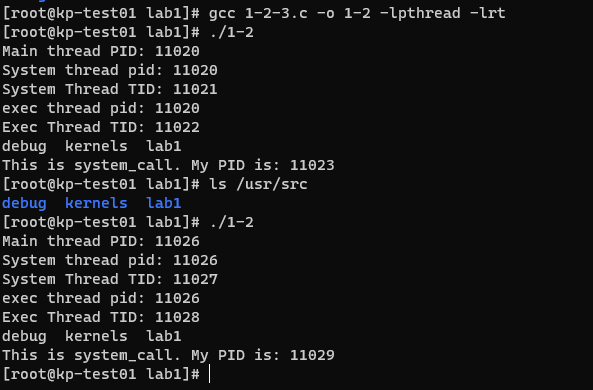 [root@kp-test01 lab1]# gcc 1-2-3.c -o 1-2 -lpthread -lrt
[root@kp-test01 lab1]# ./1-2
Main thread PID: 11020
System thread pid: 11020
System Thread TID: 11021
exec thread pid: 11020
Exec Thread TID: 11022
debug  kernels  lab1
This is system_call. My PID is: 11023
[root@kp-test01 lab1]# ls /usr/src
debug  kernels  lab1
[root@kp-test01 lab1]# ./1-2
Main thread PID: 11026
System thread pid: 11026
System Thread TID: 11027
exec thread pid: 11026
Exec Thread TID: 11028
debug  kernels  lab1
This is system_call. My PID is: 11029
[root@kp-test01 lab1]#